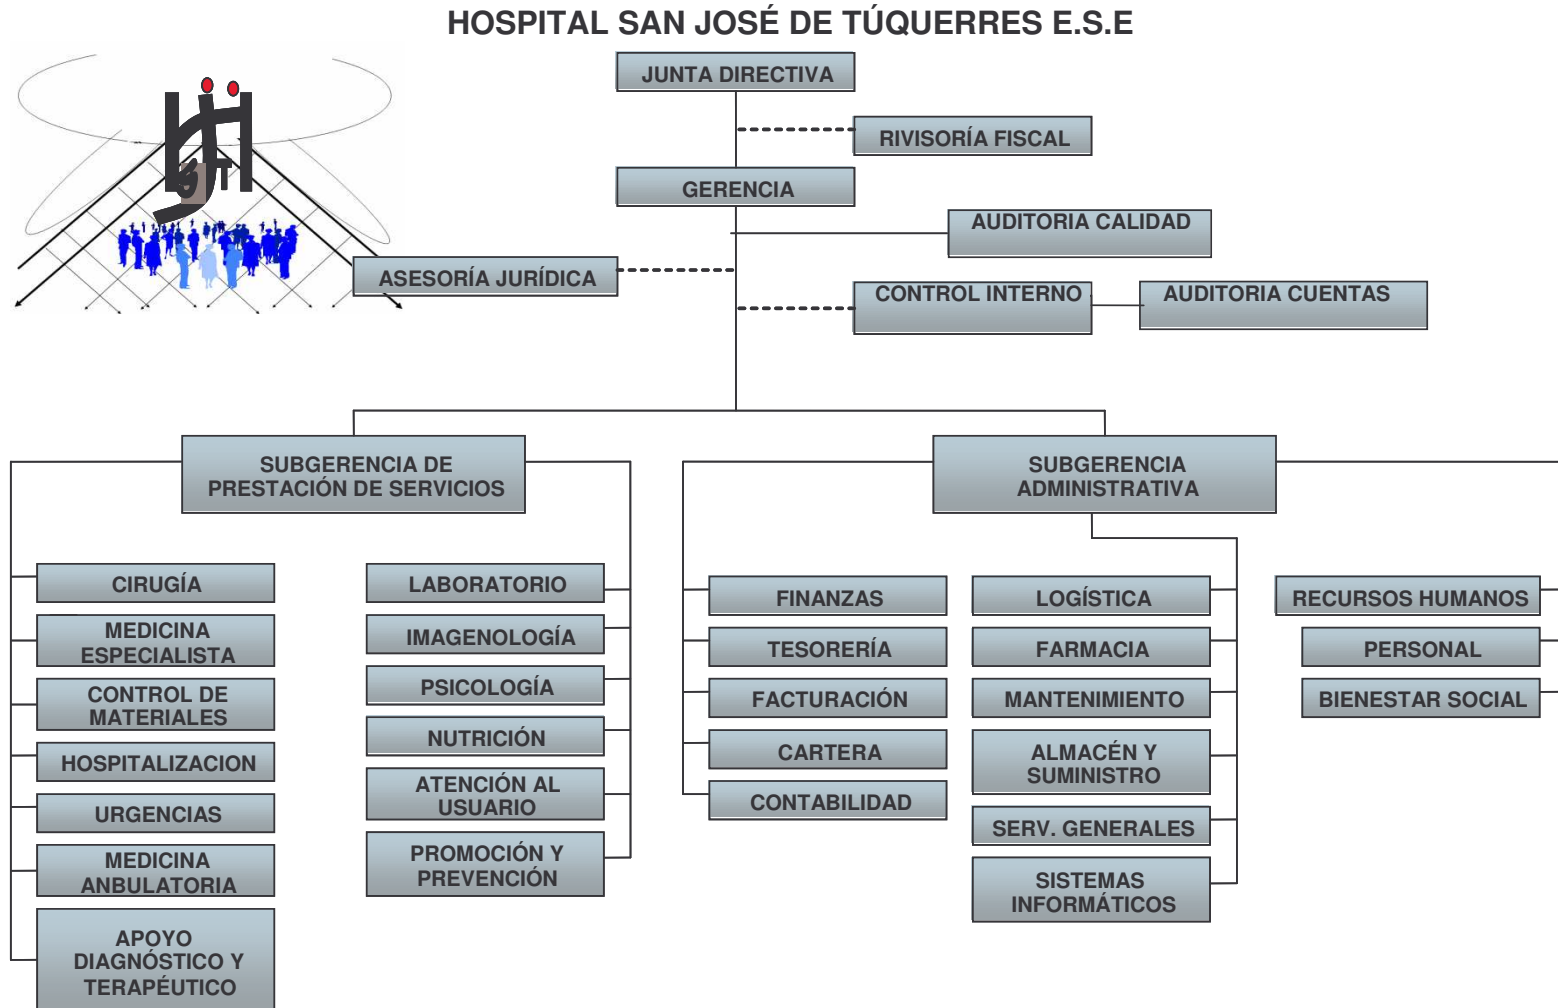 HOSPITAL SAN JOSÉ DE TÚQUERRES E.S.E
JUNTA DIRECTIVA
RIVISORÍA FISCAL
GERENCIA
AUDITORIA CALIDAD
ASESORÍA JURÍDICA
CONTROL INTERNO
AUDITORIA CUENTAS
SUBGERENCIA DE
PRESTACIÓN DE SERVICIOS
SUBGERENCIA
ADMINISTRATIVA
CIRUGÍA
MEDICINA
ESPECIALISTA
CONTROL DE
MATERIALES
HOSPITALIZACION
URGENCIAS
MEDICINA
ANBULATORIA
APOYO
DIAGNÓSTICO Y
TERAPÉUTICO
LABORATORIO
IMAGENOLOGÍA
PSICOLOGÍA
NUTRICIÓN
ATENCIÓN AL
USUARIO
PROMOCIÓN Y
PREVENCIÓN
FINANZAS
TESORERÍA
FACTURACIÓN
CARTERA
CONTABILIDAD
LOGÍSTICA
FARMACIA
MANTENIMIENTO
ALMACÉN Y
SUMINISTRO
SERV. GENERALES
SISTEMAS
INFORMÁTICOS
RECURSOS HUMANOS
PERSONAL
BIENESTAR SOCIAL